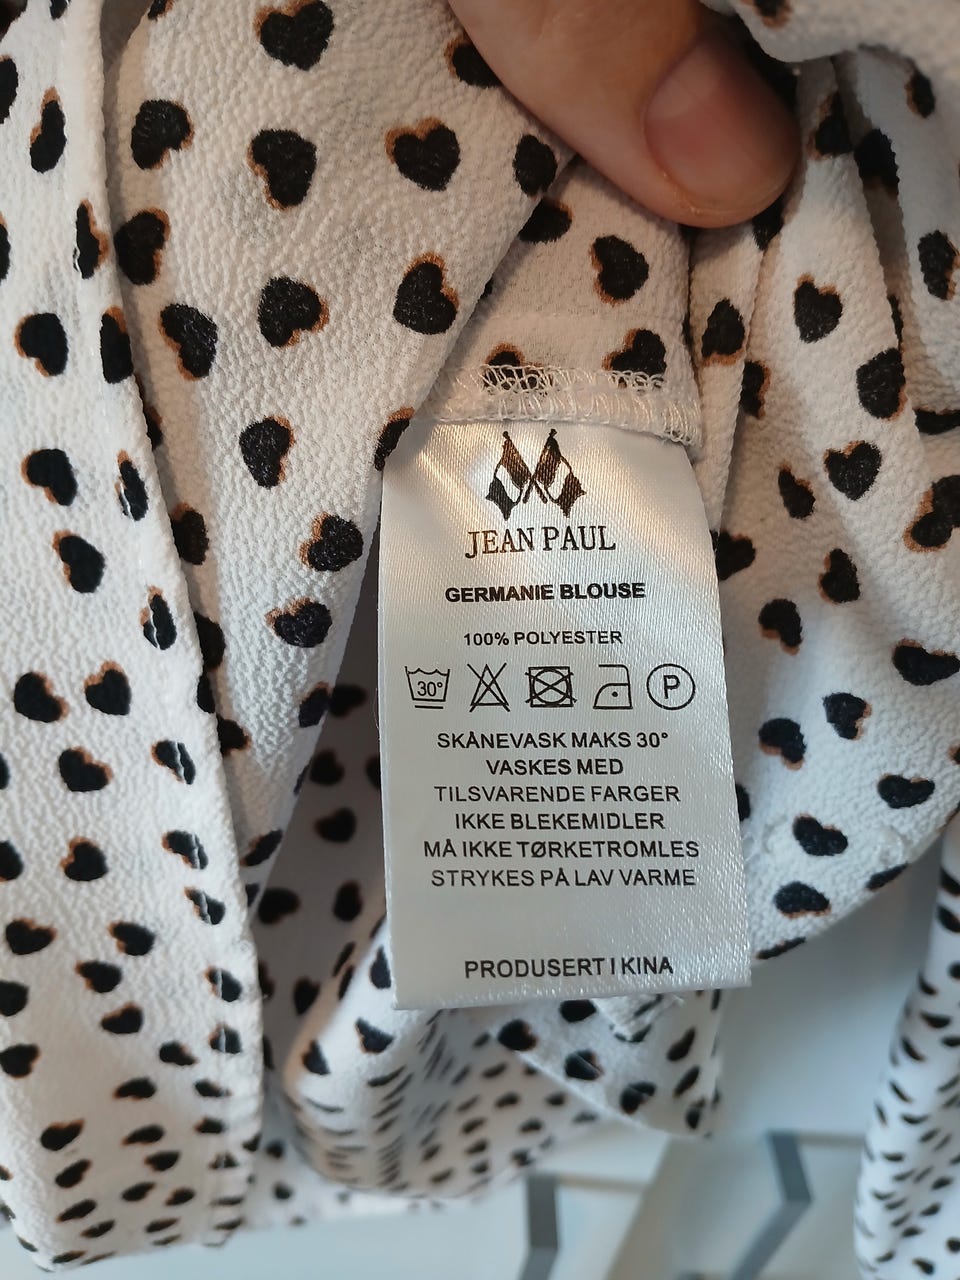 JEAN PAUL
GERMANIE BLOUSE
100% POLYESTER
30° P
SKÅNEVASK MAKS 30°
VASKES MED
TILSVARENDE FARGER
IKKE BLEKEMIDLER
MÅ IKKE TØRKETROMLES
STRYKES PÅ LAV VARME
PRODUSERT I KINA